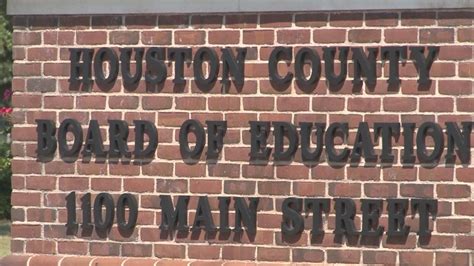 HOUSTON COUNTY
BOARD OF EDUCATION
1100 MAIN STREET